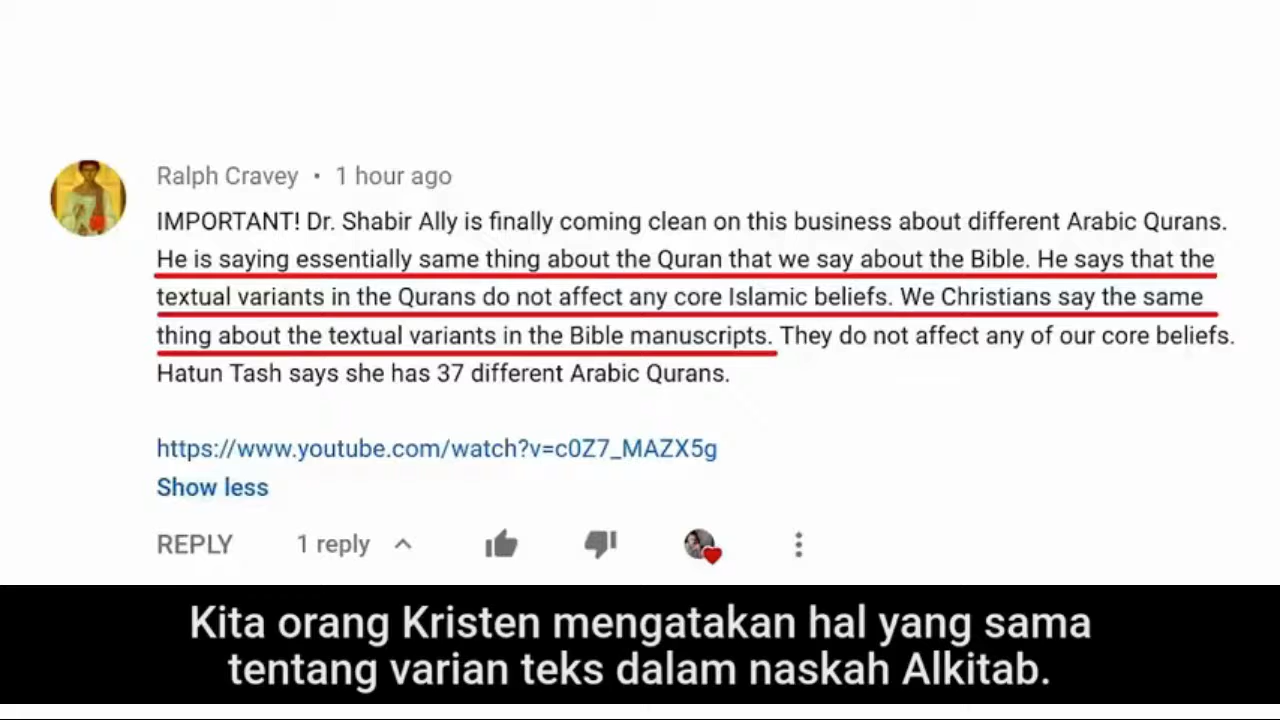 Ralph Cravey • 1 hour ago
IMPORTANT! Dr. Shabir Ally is finally coming clean on this business about different Arabic Qurans.
He is saying essentially same thing about the Quran that we say about the Bible. He says that the
textual variants in the Qurans do not affect any core Islamic beliefs. We Christians say the same
thing about the textual variants in the Bible manuscripts. They do not affect any of our core beliefs.
Hatun Tash says she has 37 different Arabic Qurans.
https://www.youtube.com/watch?v=c0Z7_MAZX5g
Show less
REPLY 1 reply
Kita orang Kristen mengatakan hal yang sama
tentang varian teks dalam naskah Alkitab.